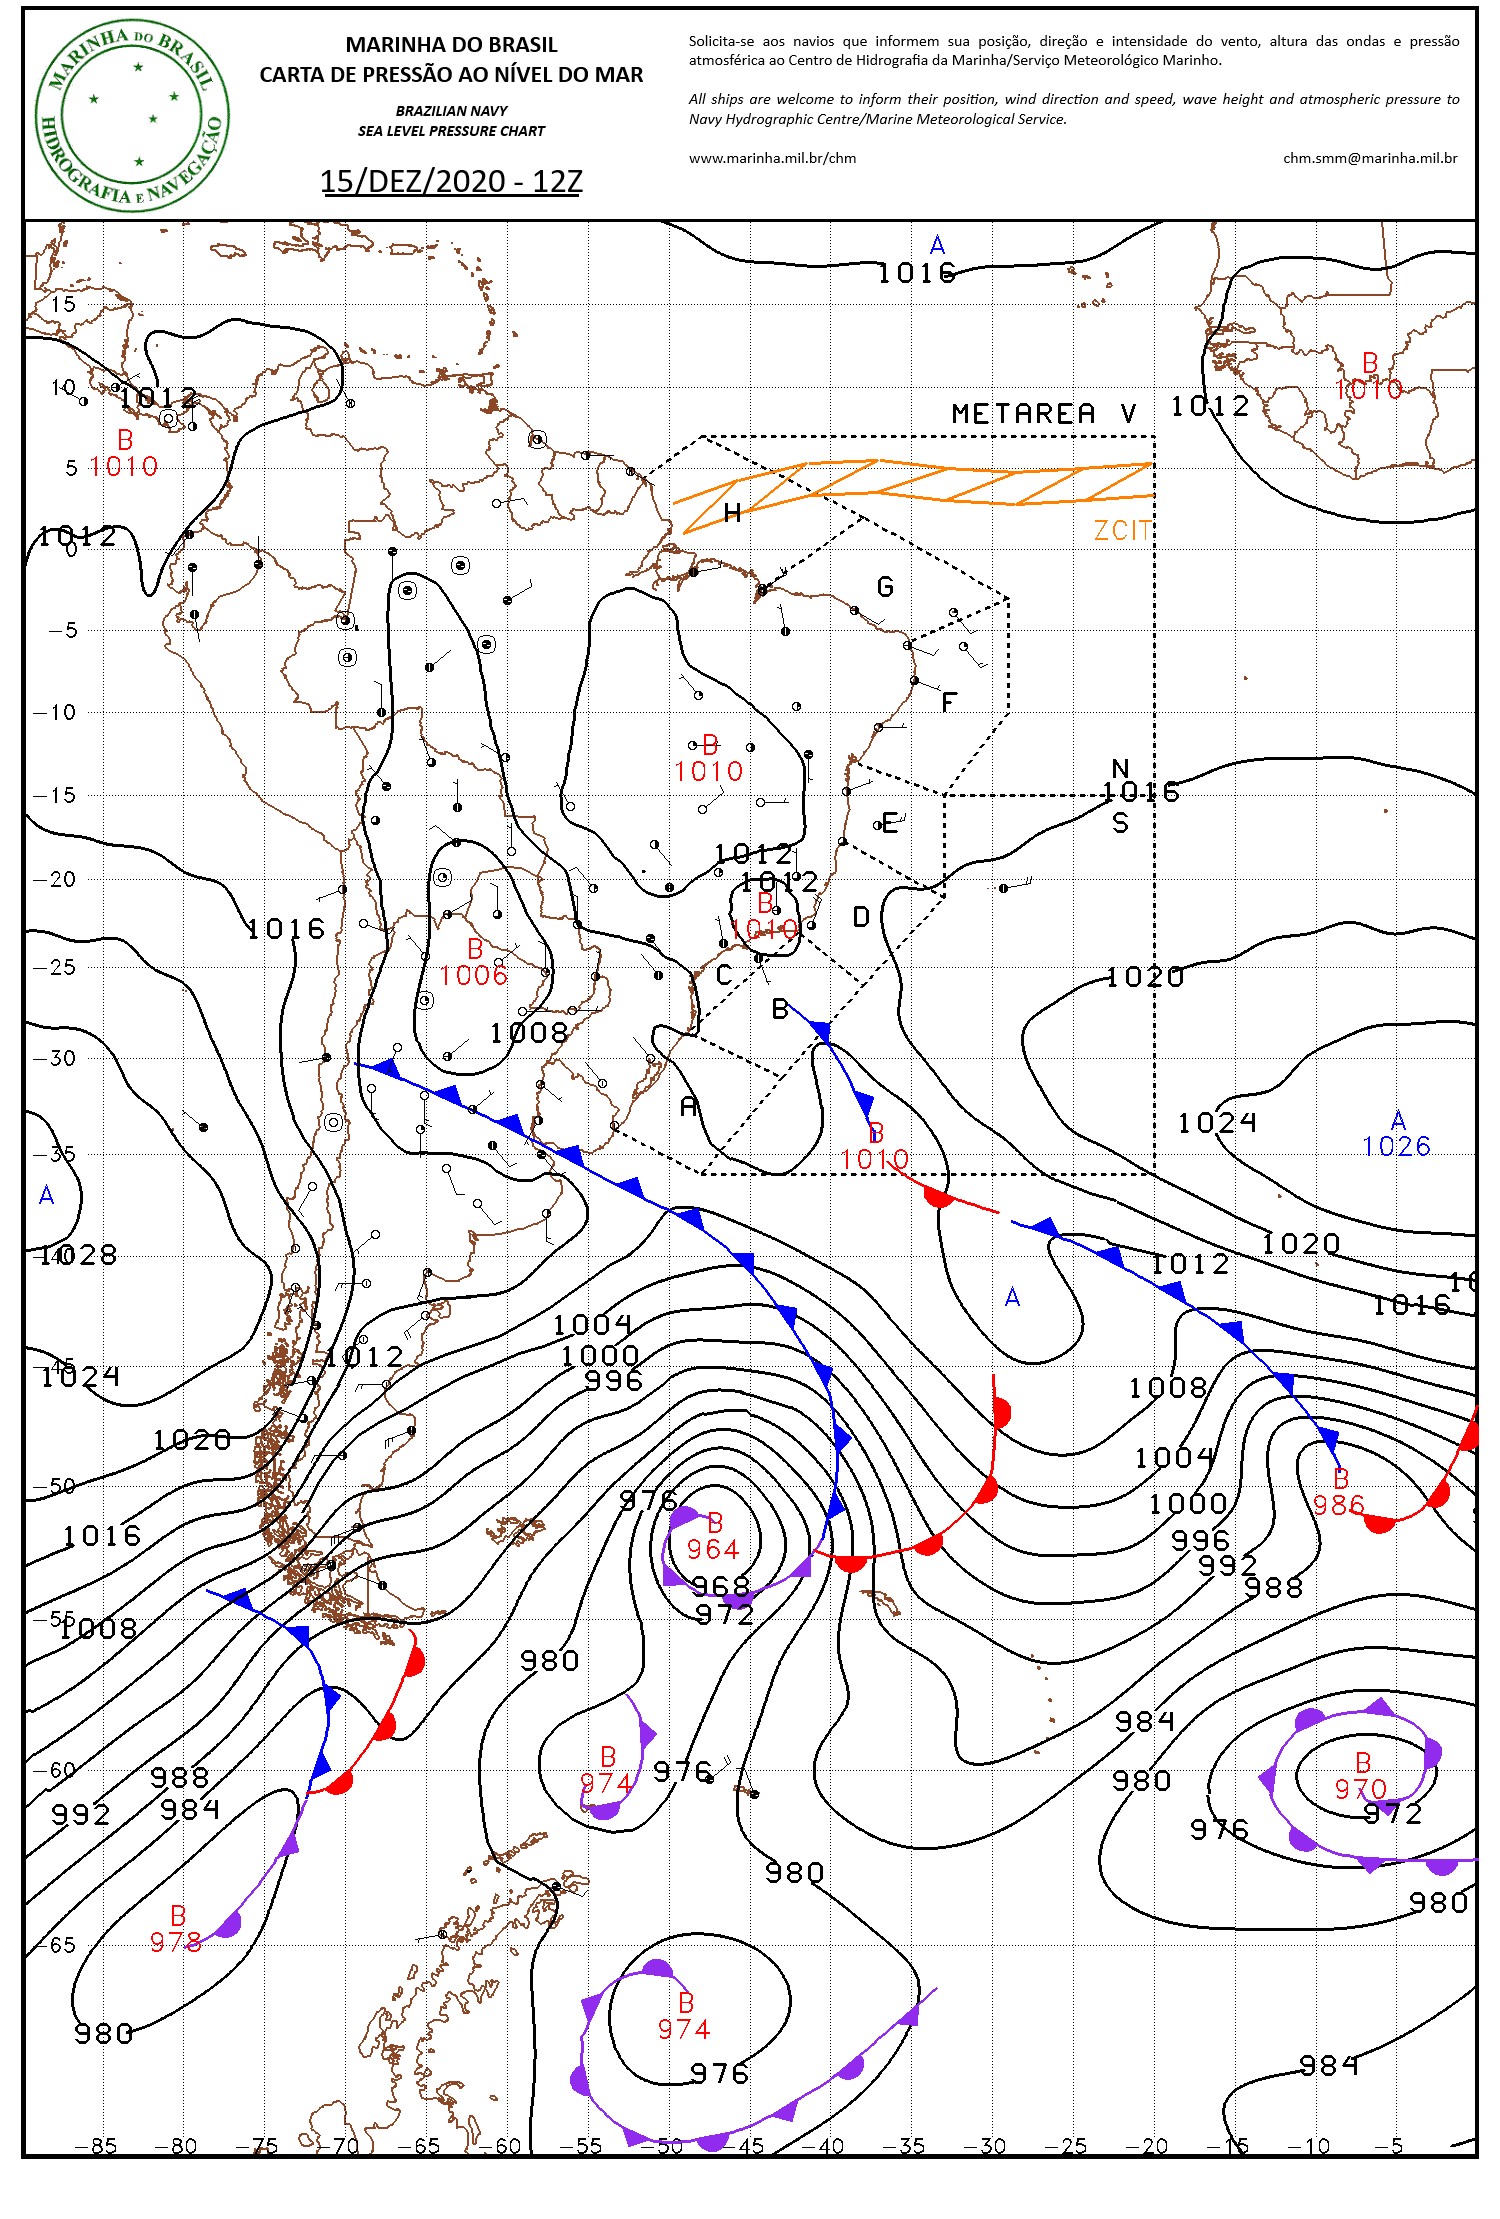 MARINHA DO BRASIL
HIDROGRAFIA E NAVEGAÇÃO
MARINHA DO BRASIL
CARTA DE PRESSÃO AO NÍVEL DO MAR
BRAZILIAN NAVY
SEA LEVEL PRESSURE CHART
15/DEZ/2020 - 12Z
Solicita-se aos navios que informem sua posição, direção e intensidade do vento, altura das ondas e pressão
atmosférica ao Centro de Hidrografia da Marinha/Serviço Meteorológico Marinho.
All ships are welcome to inform their position, wind direction and speed, wave height and atmospheric pressure to
Navy Hydrographic Centre/Marine Meteorological Service.
www.marinha.mil.br/chm chm.smm@marinha.mil.br
A
1016
15
B
1010
10 1012
METAREA V 1012
B
1010
5
H
ZCIT
1012
0
G
-5
F
-10
B
1010
N
1016
-15
E S
1012
-20 1012
B
1010
D
1016
B
1006
C
-25
1020
B
1008
-30
A
1024 A
1026
B
1010
-35
A
1020
1028
-40
1012
A
1016
1004
1012 1000
-45
1024 996
1008
1020
1004
B
986
-50
976
1000
B
964
1016
996
992
968 988
972
-55
1008
980
984
B
974
B
970
-60
988 976
980
992 984
972
976
980
B
978
980
-65
B
974
980
984
976
-85 -80 -75 -70 -65 -60 -55 -50 -45 -40 -35 -30 -25 -20 -15 -10 -5